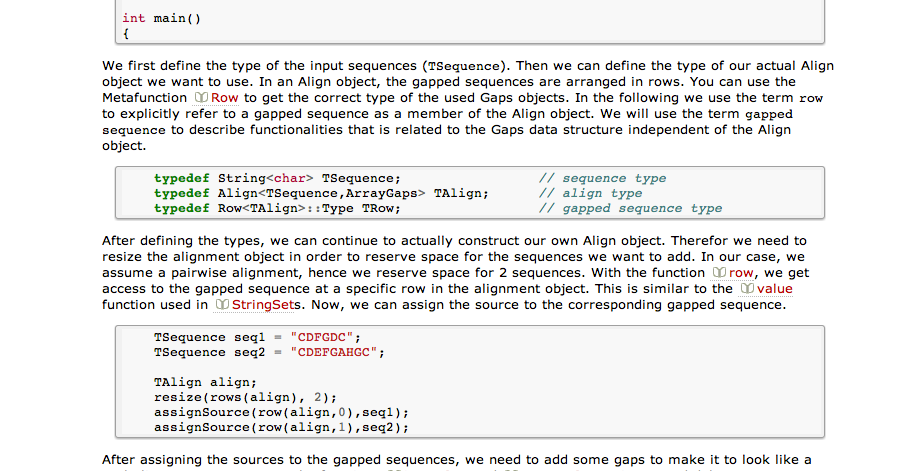 int main()
{
We first define the type of the input sequences (TSequence). Then we can define the type of our actual Align
object we want to use. In an Align object, the gapped sequences are arranged in rows. You can use the
Metafunction Row to get the correct type of the used Gaps objects. In the following we use the term row
to explicitly refer to a gapped sequence as a member of the Align object. We will use the term gapped
sequence to describe functionalities that is related to the Gaps data structure independent of the Align
object.
typedef String<char> TSequence; // sequence type
typedef Align<TSequence,ArrayGaps> TAlign; // align type
typedef Row<TAlign>::Type TRow; // gapped sequence type
After defining the types, we can continue to actually construct our own Align object. Therefor we need to
resize the alignment object in order to reserve space for the sequences we want to add. In our case, we
assume a pairwise alignment, hence we reserve space for 2 sequences. With the function row, we get
access to the gapped sequence at a specific row in the alignment object. This is similar to the value
function used in StringSets. Now, we can assign the source to the corresponding gapped sequence.
TSequence seq1 = "CDFGDC";
TSequence seq2 = "CDEFGAHGC";
TAlign align;
resize(rows(align), 2);
assignSource(row(align,0),seq1);
assignSource(row(align,1),seq2);
After assigning the sources to the gapped sequences, we need to add some gaps to make it to look like a